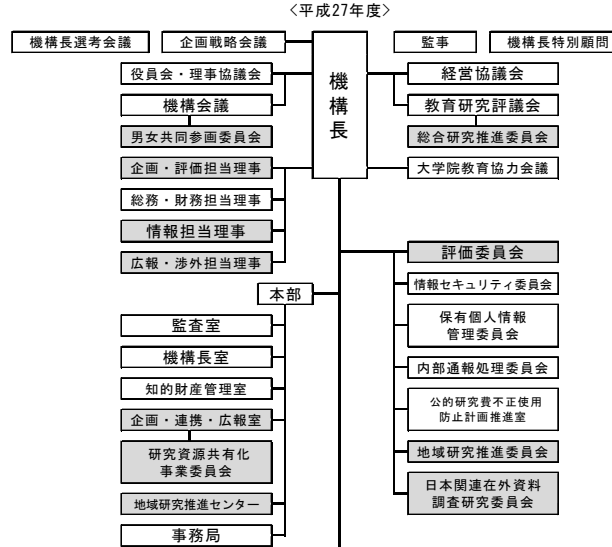 <平成27年度>
機構長選考会議
企画戦略会議
機構長
監事
機構長特別顧問
役員会・理事協議会
機構会議
男女共同参画委員会
企画・評価担当理事
総務・財務担当理事
情報担当理事
広報・渉外担当理事
経営協議会
教育研究評議会
総合研究推進委員会
大学院教育協力会議
本部
監査室
機構長室
知的財産管理室
企画・連携・広報室
研究資源共有化
事業委員会
地域研究推進センター
事務局
評価委員会
情報セキュリティ委員会
保有個人情報
管理委員会
内部通報処理委員会
公的研究費不正使用
防止計画推進室
地域研究推進委員会
日本関連在外資料
調査研究委員会